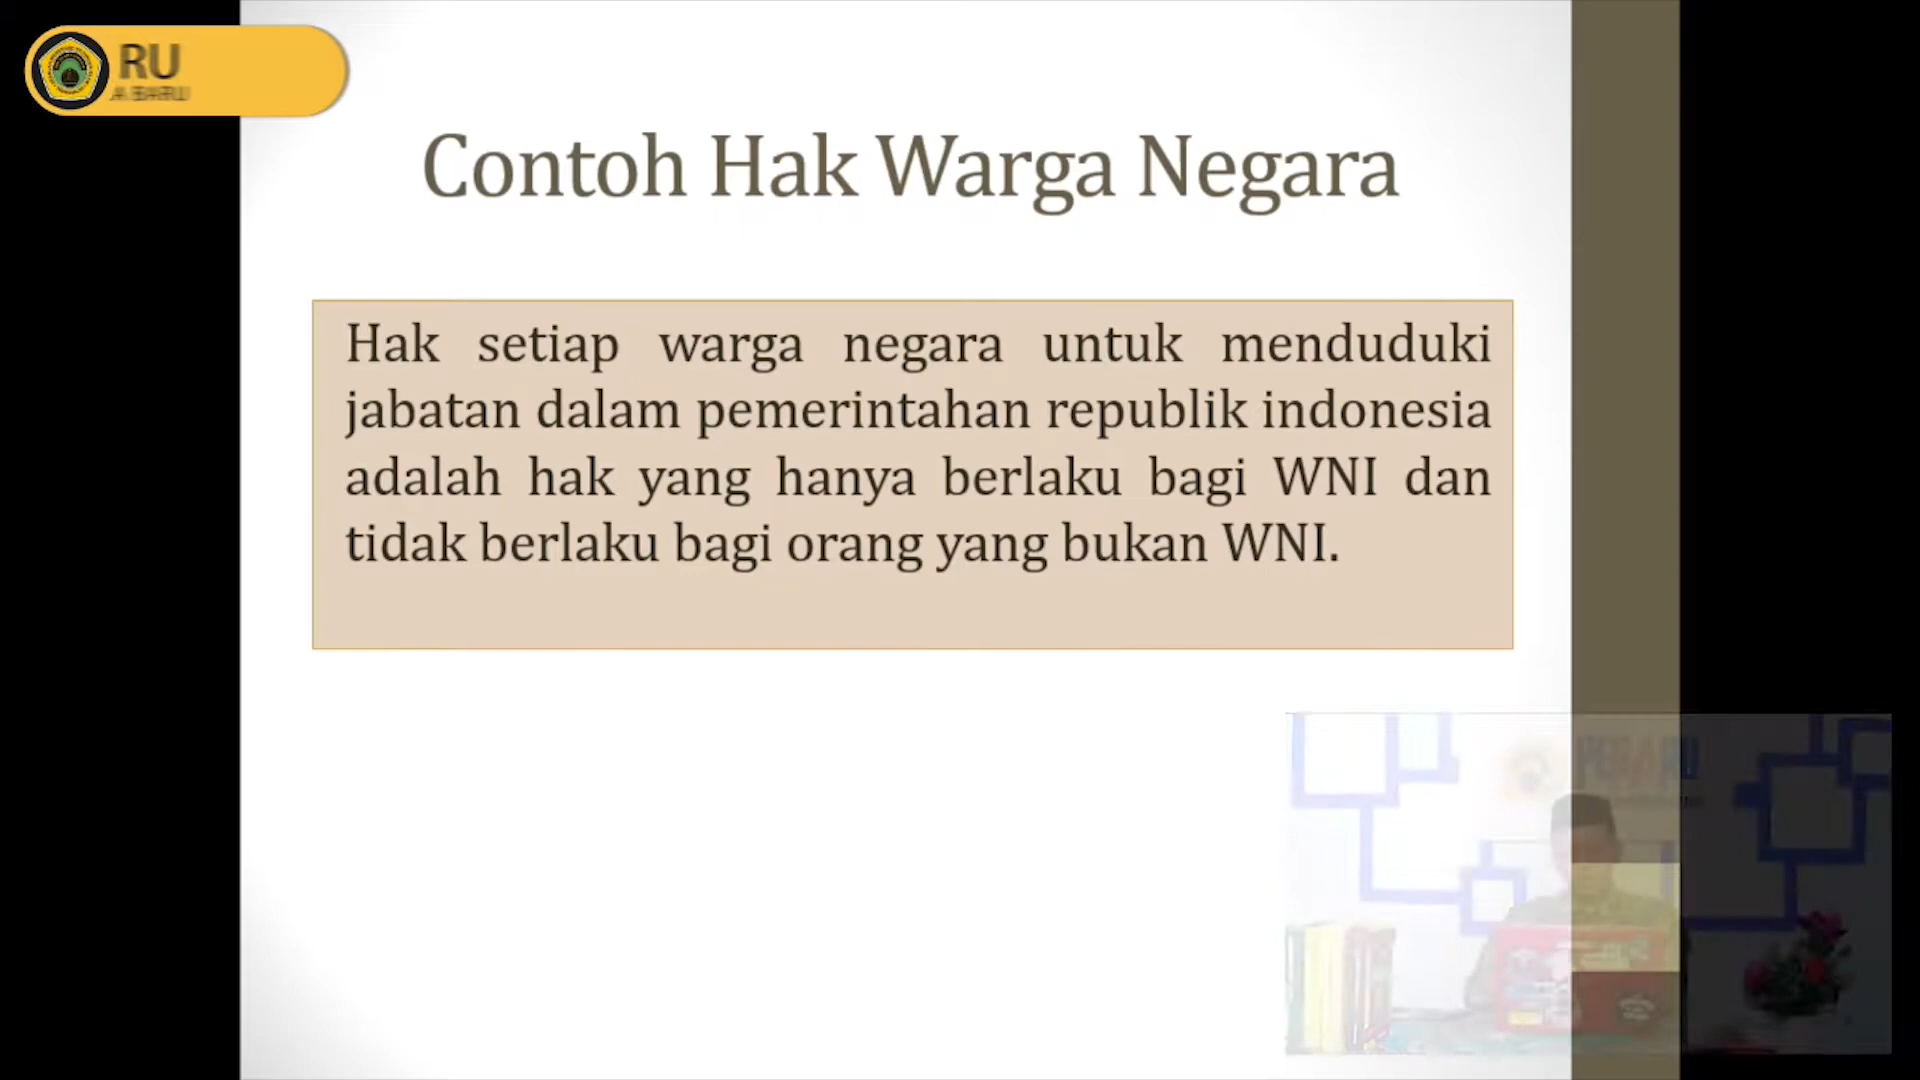 RU
Contoh Hak Warga Negara
Hak setiap warga negara untuk menduduki
jabatan dalam pemerintahan republik indonesia
adalah hak yang hanya berlaku bagi WNI dan
tidak berlaku bagi orang yang bukan WNI.